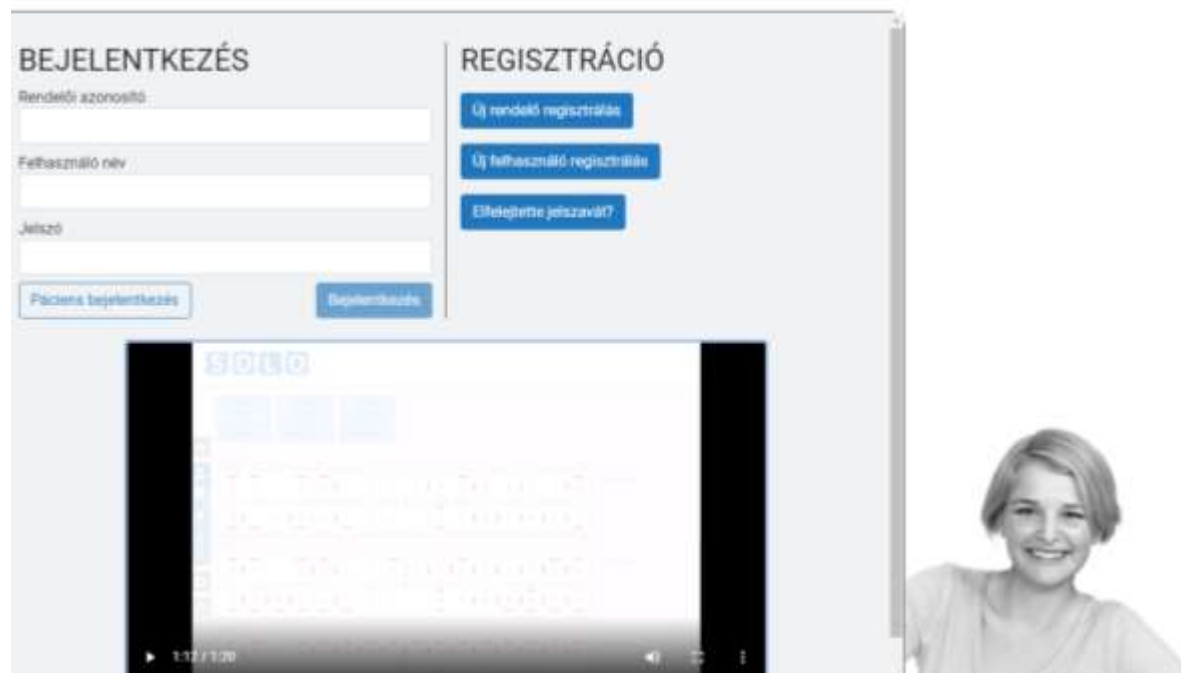 BEJELENTKEZÉS
Rendelői azonosító
Felhasználó név
Jelszó
Páciens bejelentkezés
Bejelentkezés
REGISZTRÁCIÓ
Új rendelő regisztrálás
Új felhasználó regisztrálás
Elfelejtette jelszavát?
SOLO
1:12 / 1:20